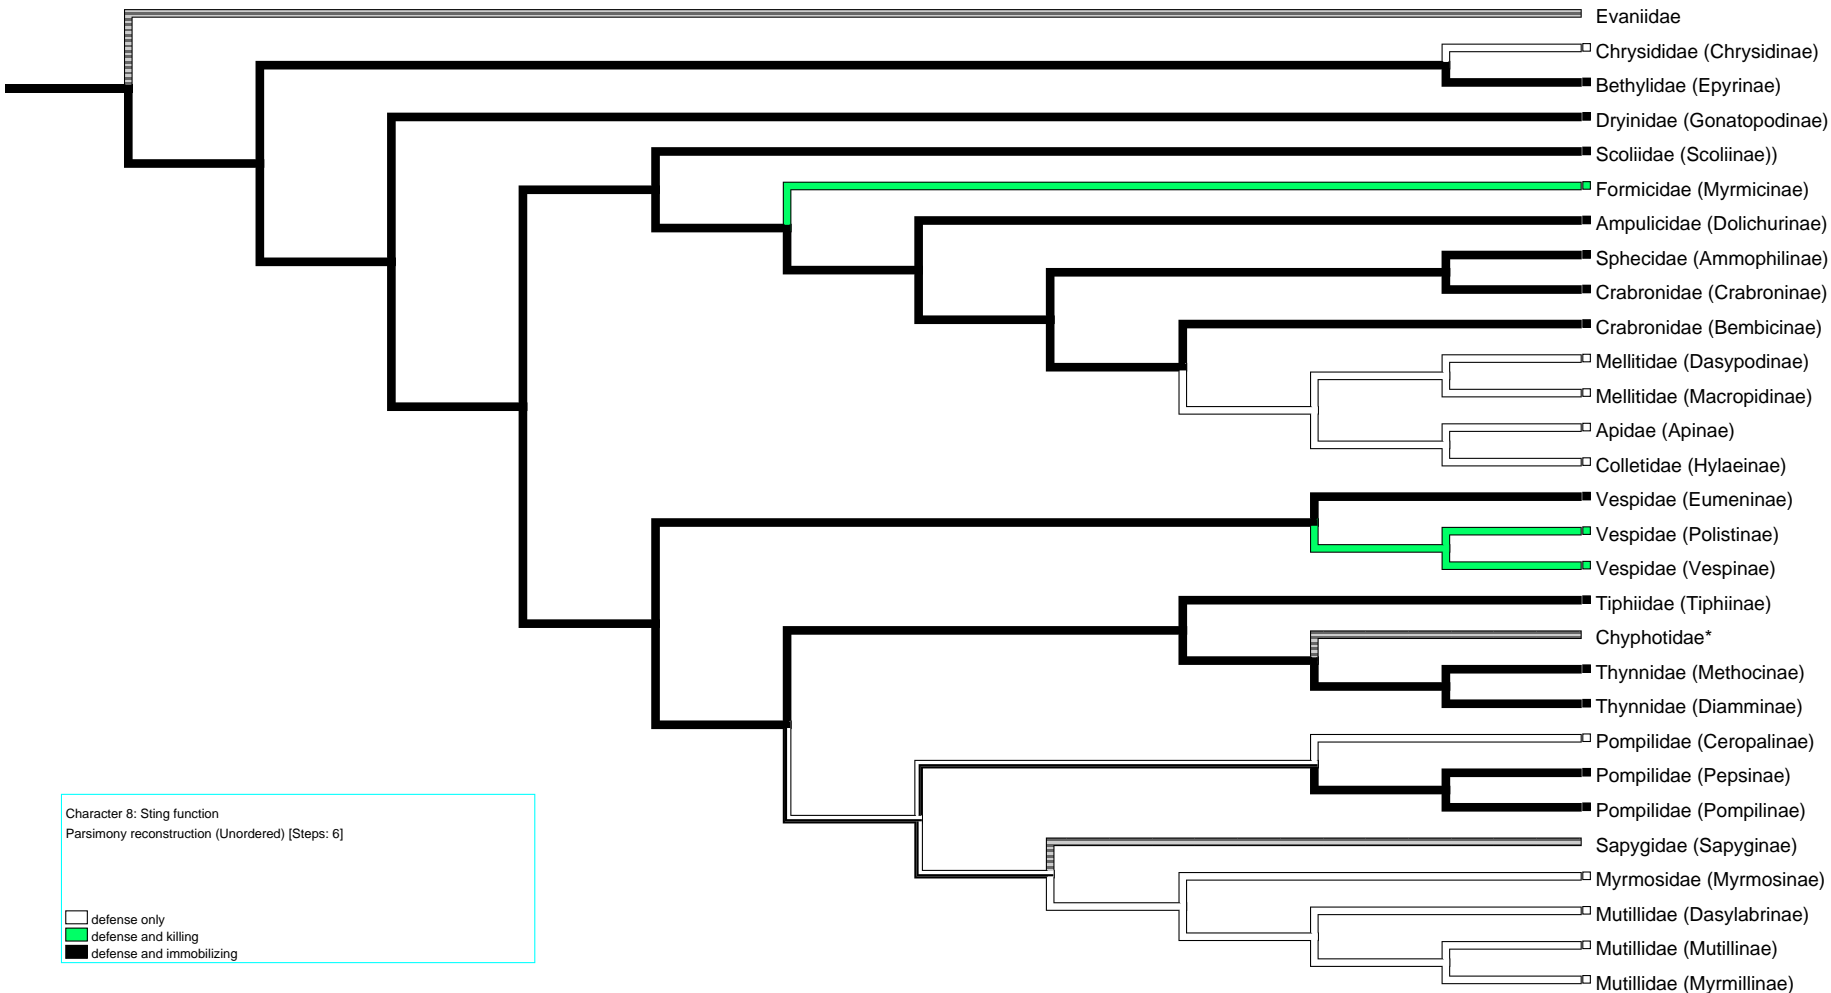 Evaniidae
Chrysididae (Chrysidinae)
Bethylidae (Epyrinae)
Dryinidae (Gonatopodinae)
Scoliidae (Scoliinae))
Formicidae (Myrmicinae)
Ampulicidae (Dolichurinae)
Sphecidae (Ammophilinae)
Crabronidae (Crabroninae)
Crabronidae (Bembicinae)
Mellitidae (Dasypodinae)
Mellitidae (Macropidinae)
Apidae (Apinae)
Colletidae (Hylaeinae)
Vespidae (Eumeninae)
Vespidae (Polistinae)
Vespidae (Vespinae)
Tiphiidae (Tiphiinae)
Chyphotidae*
Thynnidae (Methocinae)
Thynnidae (Diamminae)
Pompilidae (Ceropalinae)
Pompilidae (Pepsinae)
Pompilidae (Pompilinae)
Sapygidae (Sapyginae)
Myrmosidae (Myrmosinae)
Mutillidae (Dasylabrinae)
Mutillidae (Mutillinae)
Mutillidae (Myrmillinae)
Character 8: Sting function
Parsimony reconstruction (Unordered) [Steps: 6]
defense only
defense and killing
defense and immobilizing